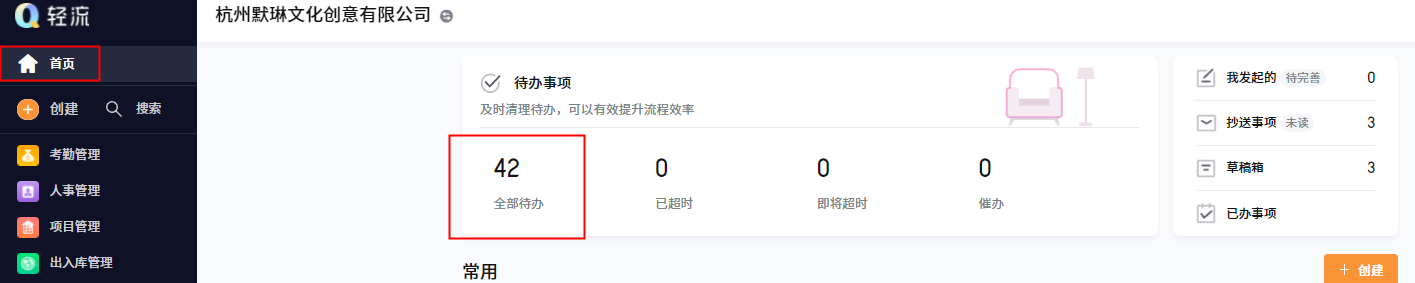 轻流
首页
创建
搜索
考勤管理
人事管理
项目管理
出入库管理
杭州默琳文化创意有限公司
待办事项
及时清理待办，可以有效提升流程效率
42
全部待办
0
已超时
0
即将超时
0
催办
我发起的 待完善 0
抄送事项 未读 3
草稿箱 3
已办事项
常用
创建